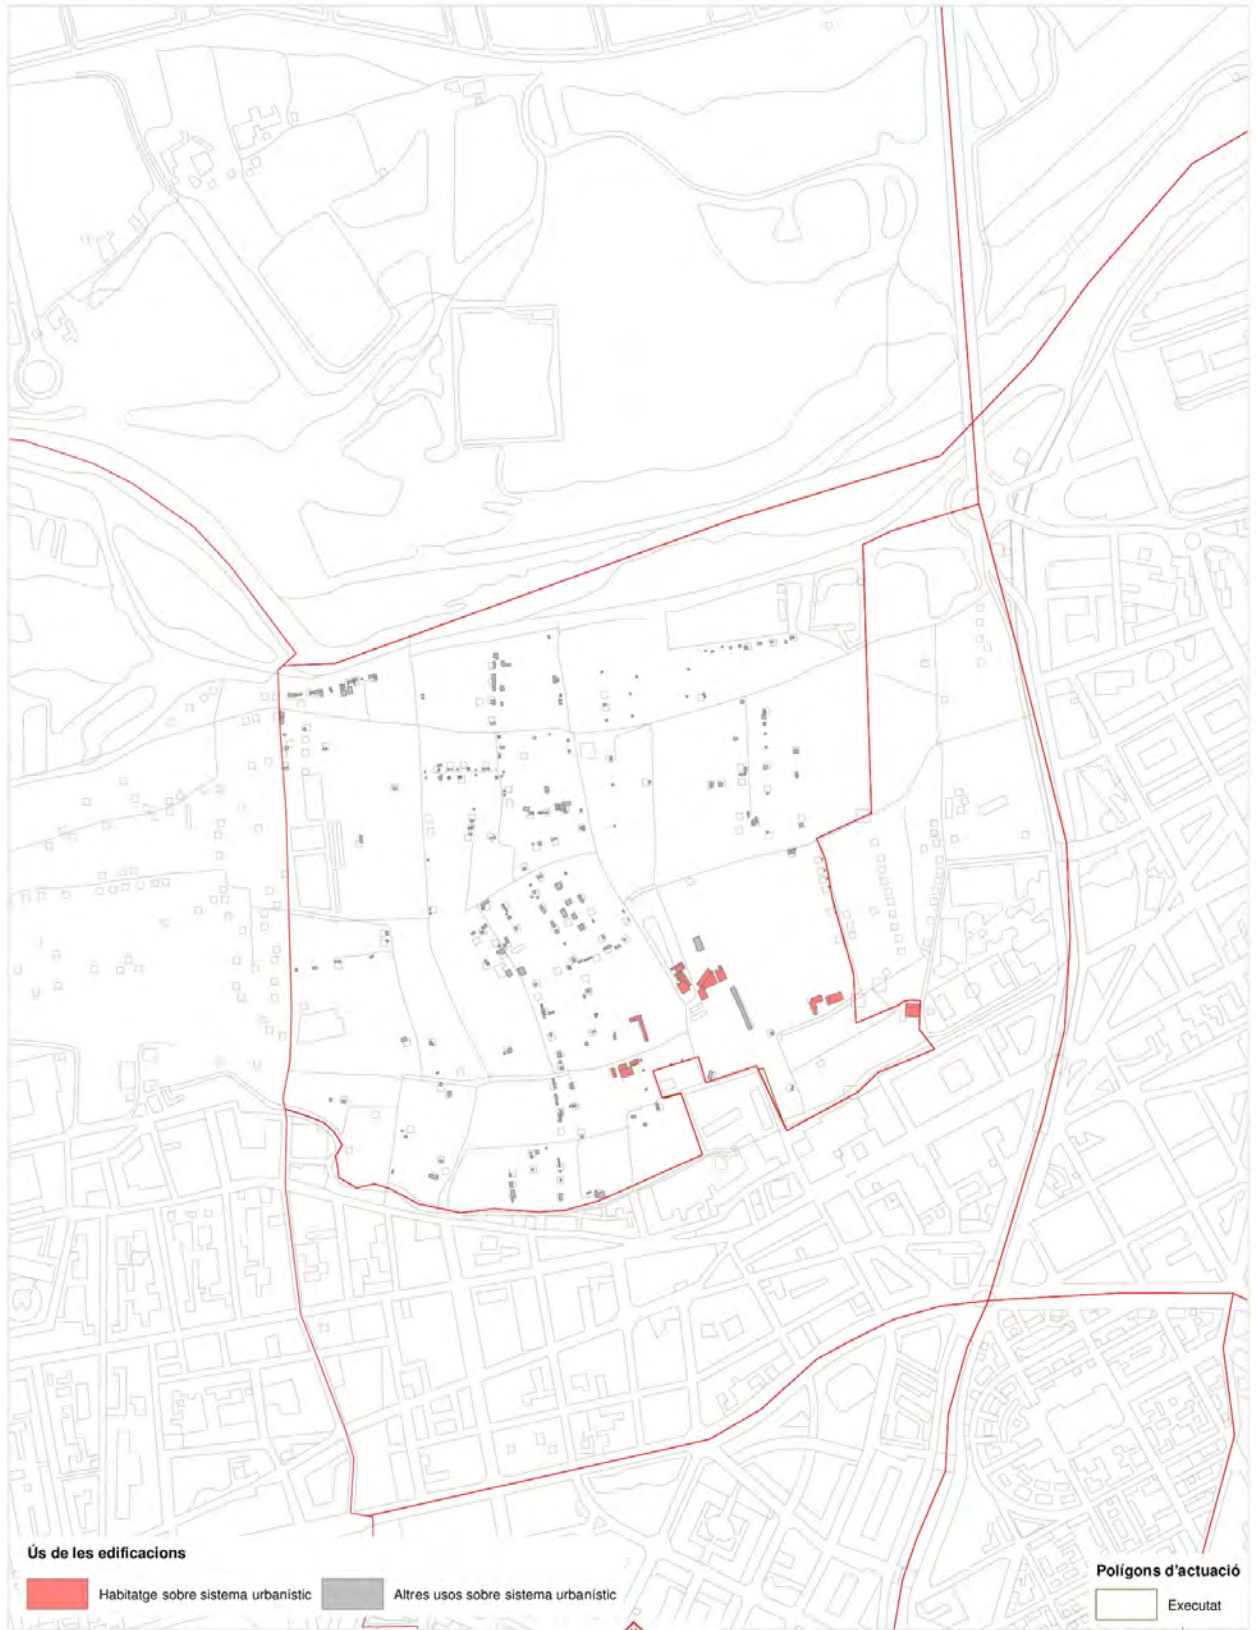 Ús de les edificacions
Habitatge sobre sistema urbanístic
Altres usos sobre sistema urbanístic
Polígons d'actuació
Executat